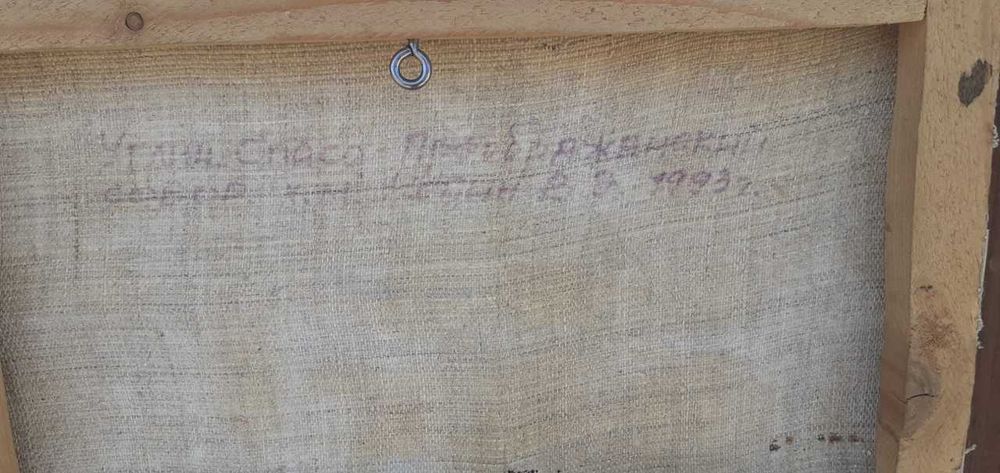 Углич. Спасо Преображенский
собор х.м. 1993г.